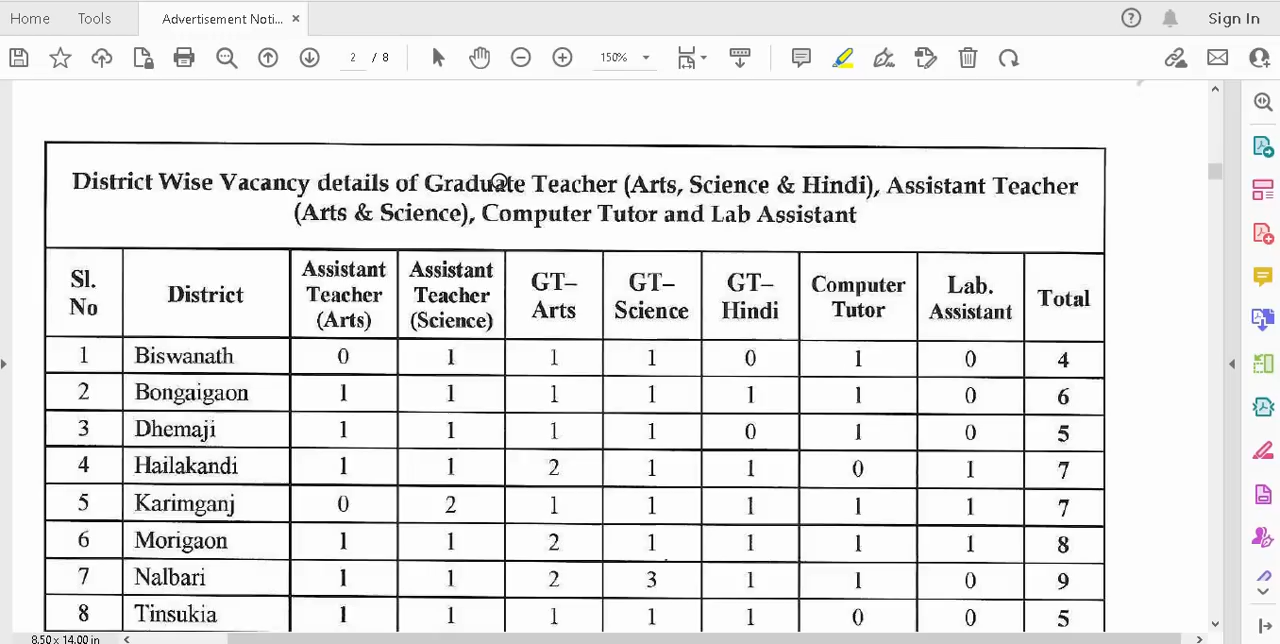 Home Tools Advertisement Noti... × Sign In
2 / 8 150%
District Wise Vacancy details of Graduate Teacher (Arts, Science & Hindi), Assistant Teacher
(Arts & Science), Computer Tutor and Lab Assistant
Sl. No District Assistant Teacher (Arts) Assistant Teacher (Science) GT– Arts GT– Science GT– Hindi Computer Tutor Lab. Assistant Total
1 Biswanath 0 1 1 1 0 1 0 4
2 Bongaigaon 1 1 1 1 1 1 0 6
3 Dhemaji 1 1 1 1 0 1 0 5
4 Hailakandi 1 1 2 1 1 0 1 7
5 Karimganj 0 2 1 1 1 1 1 7
6 Morigaon 1 1 2 1 1 1 1 8
7 Nalbari 1 1 2 3 1 1 0 9
8 Tinsukia 1 1 1 1 1 0 0 5
8.50 x 14.00 in